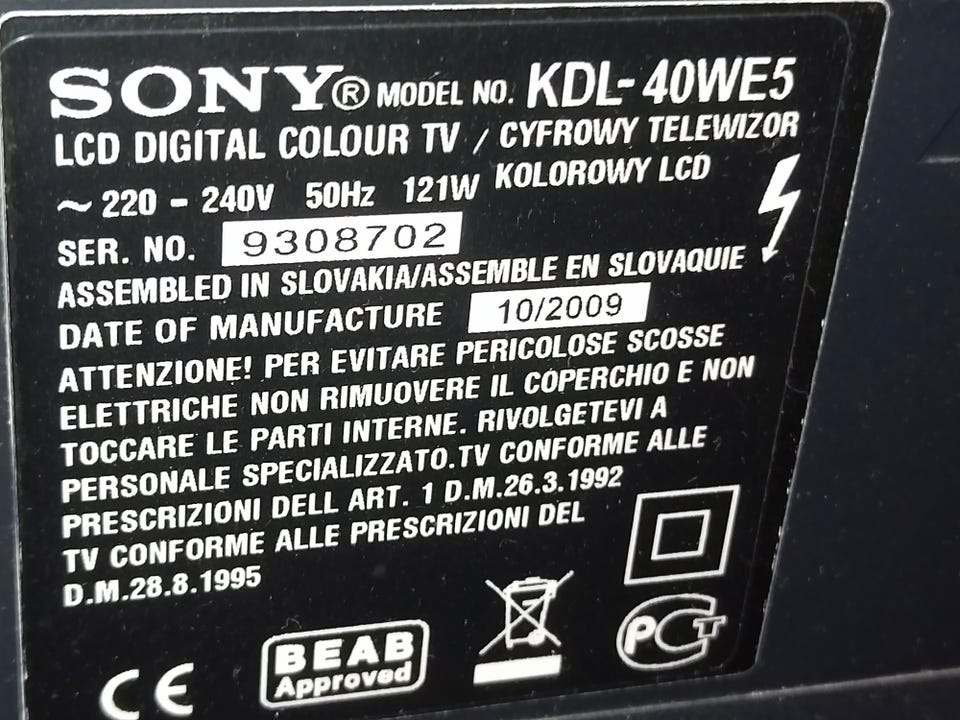 SONY® MODEL NO. KDL-40WE5
LCD DIGITAL COLOUR TV / CYFROWY TELEWIZOR
KOLOROWY LCD
~ 220 - 240V 50Hz 121W
SER. NO. 9308702
ASSEMBLED IN SLOVAKIA/ASSEMBLE EN SLOVAQUIE
DATE OF MANUFACTURE 10/2009
ATTENZIONE! PER EVITARE PERICOLOSE SCOSSE
ELETTRICHE NON RIMUOVERE IL COPERCHIO E NON
TOCCARE LE PARTI INTERNE. RIVOLGETEVI A
PERSONALE SPECIALIZZATO.TV CONFORME ALLE
PRESCRIZIONI DELL ART. 1 D.M.26.3.1992
TV CONFORME ALLE PRESCRIZIONI DEL
D.M.28.8.1995
CE
BEAB
Approved
PCT